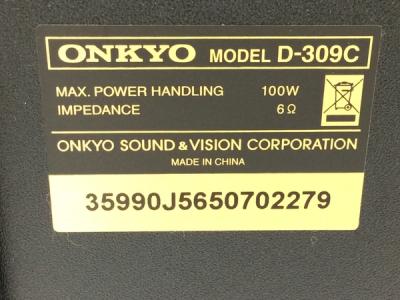 ONKYO MODEL D-309C
MAX. POWER HANDLING 100W
IMPEDANCE 6Ω
ONKYO SOUND & VISION CORPORATION
MADE IN CHINA
35990J5650702279